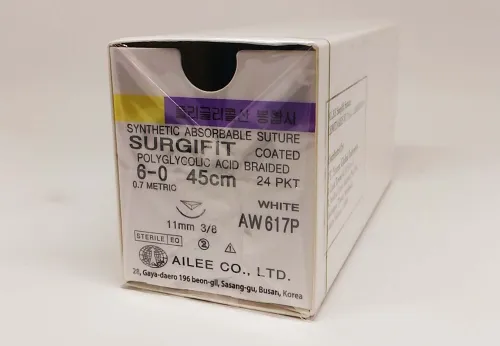 폴리글리콜산 봉합사
SYNTHETIC ABSORBABLE SUTURE
SURGIFIT COATED
POLYGLYCOLIC ACID BRAIDED
6-0 45cm 24 PKT
0.7 METRIC
WHITE
11mm 3/8 AW617P
STERILE EO 2
AILEE CO., LTD.
28, Gaya-daero 196 beon-gil, Sasang-gu, Busan, Korea